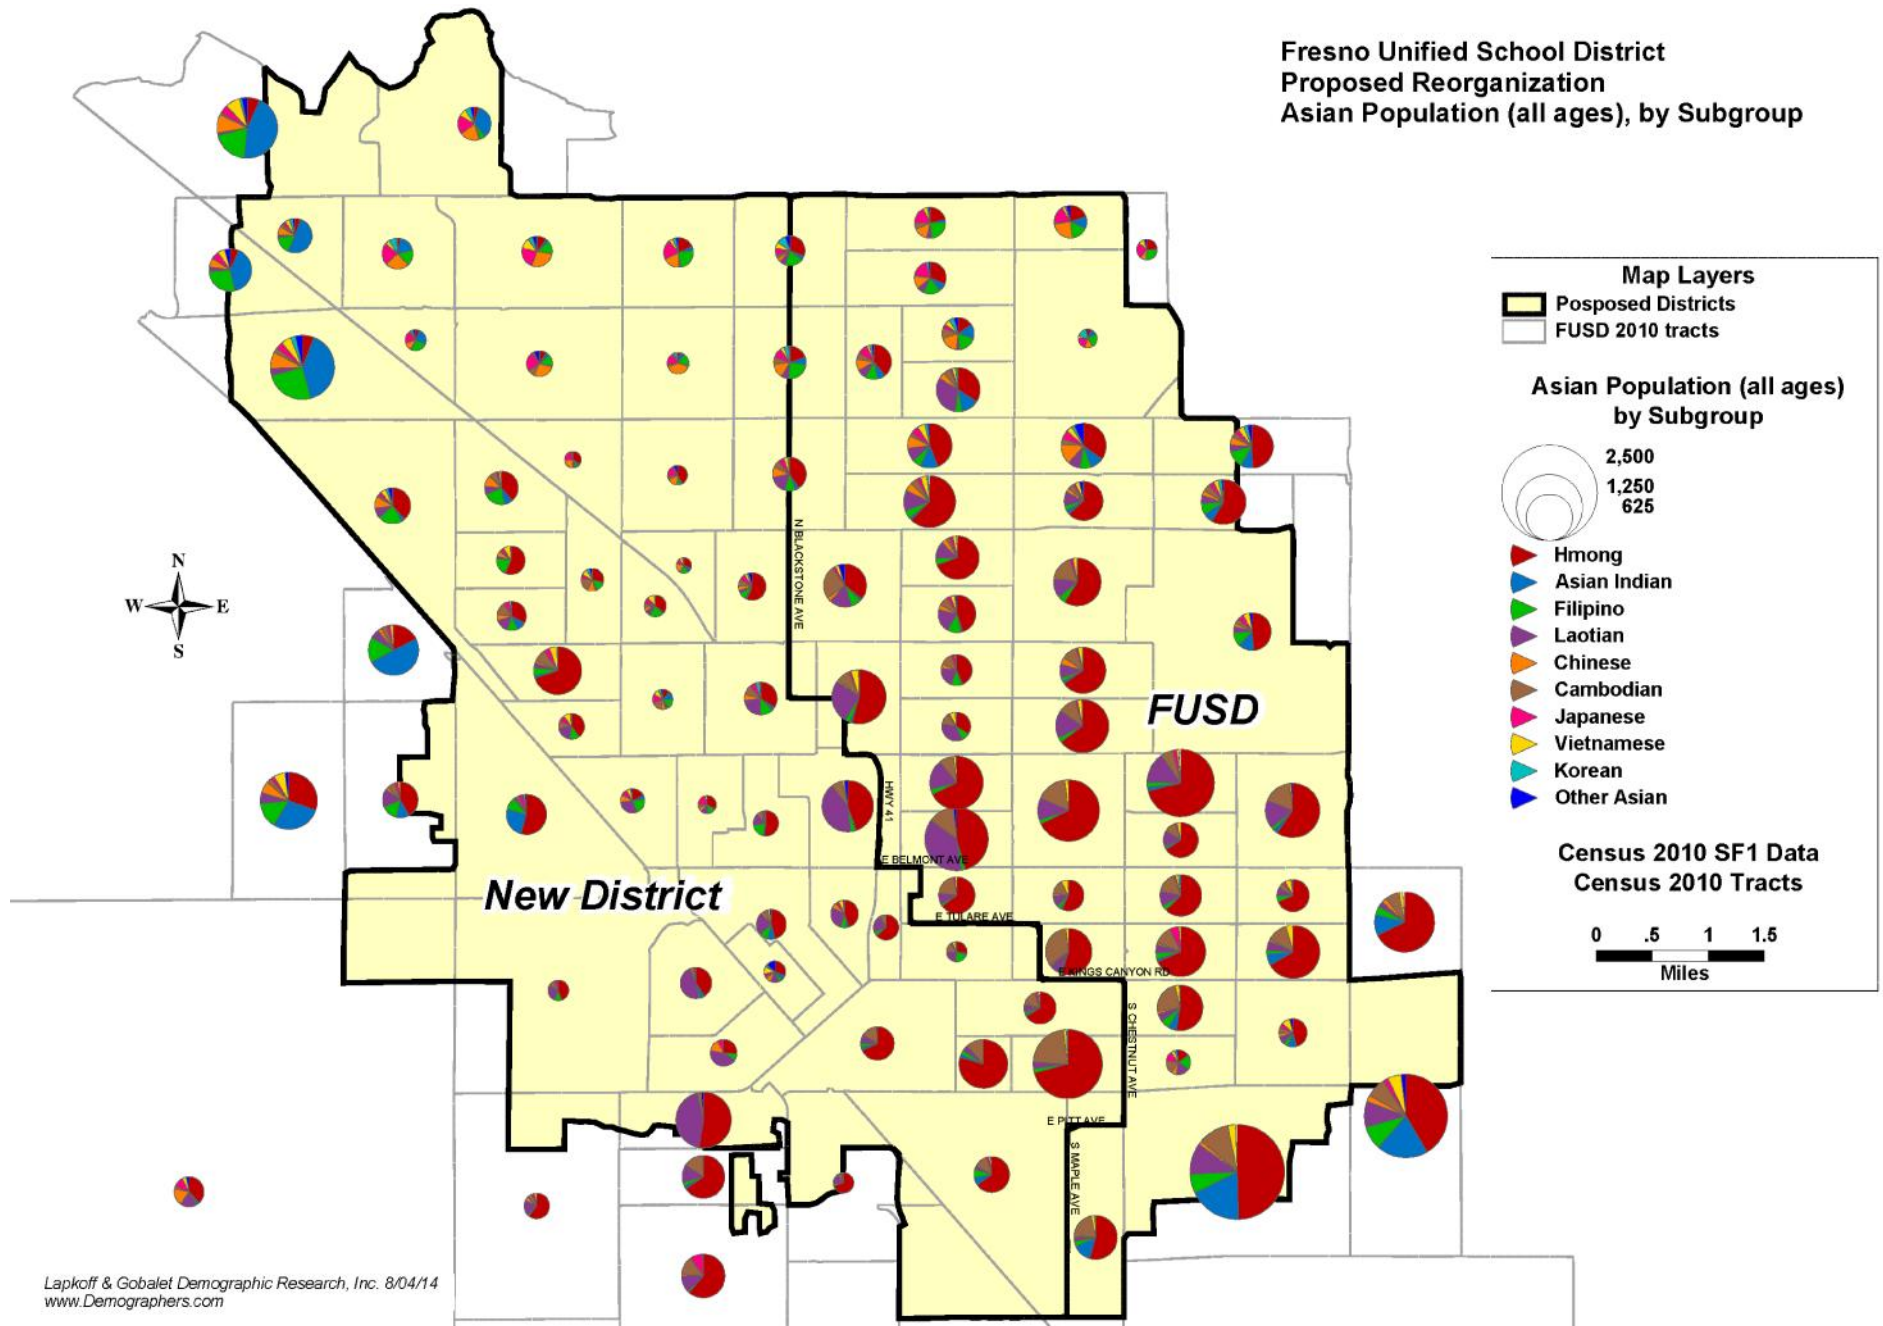 Fresno Unified School District
Proposed Reorganization
Asian Population (all ages), by Subgroup
Map Layers
Posposed Districts
FUSD 2010 tracts
Asian Population (all ages)
by Subgroup
2,500
1,250
625
Hmong
Asian Indian
Filipino
Laotian
Chinese
Cambodian
Japanese
Vietnamese
Korean
Other Asian
Census 2010 SF1 Data
Census 2010 Tracts
0 .5 1 1.5
Miles
N
W E
S
N BLACKSTONE AVE
FUSD
HWY 41
E BELMONT AVE
New District
E TULARE AVE
E KINGS CANYON RD
S CHESTNUT AVE
E PITT AVE
S MAPLE AVE
Lapkoff & Gobalet Demographic Research, Inc. 8/04/14
www.Demographers.com